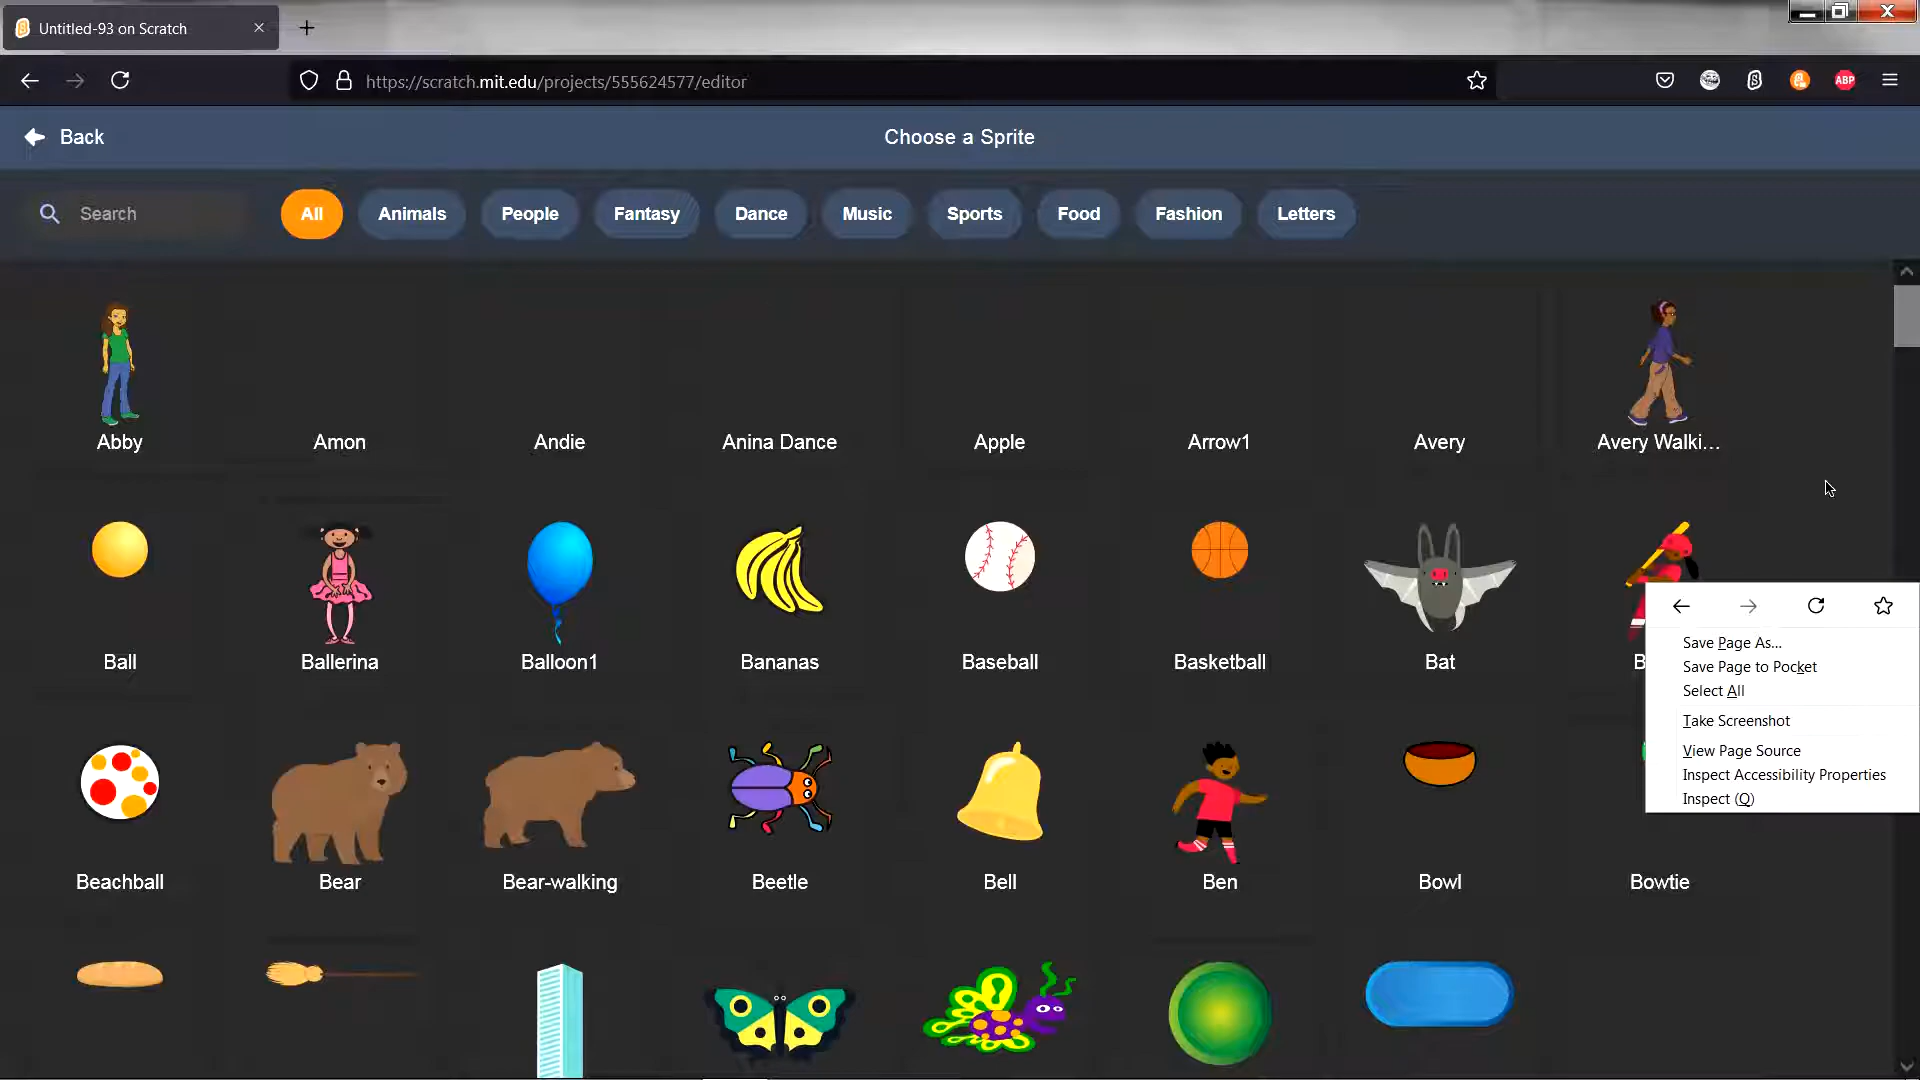 Untitled-93 on Scratch
https://scratch.mit.edu/projects/555624577/editor
ABP
Back
Choose a Sprite
Search
All
Animals
People
Fantasy
Dance
Music
Sports
Food
Fashion
Letters
Abby
Amon
Andie
Anina Dance
Apple
Arrow1
Avery
Avery Walki...
Ball
Ballerina
Balloon1
Bananas
Baseball
Basketball
Bat
B
Save Page As...
Save Page to Pocket
Select All
Take Screenshot
View Page Source
Inspect Accessibility Properties
Inspect (Q)
Beachball
Bear
Bear-walking
Beetle
Bell
Ben
Bowl
Bowtie